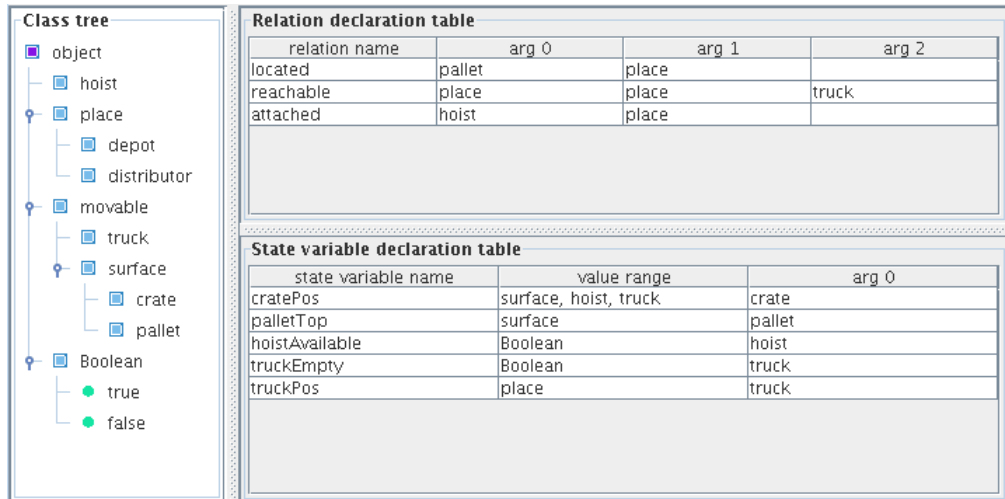 Class tree
object
hoist
place
depot
distributor
movable
truck
surface
crate
pallet
Boolean
true
false
Relation declaration table
relation name arg 0 arg 1 arg 2
located pallet place
reachable place place truck
attached hoist place
State variable declaration table
state variable name value range arg 0
cratePos surface, hoist, truck crate
palletTop surface pallet
hoistAvailable Boolean hoist
truckEmpty Boolean truck
truckPos place truck